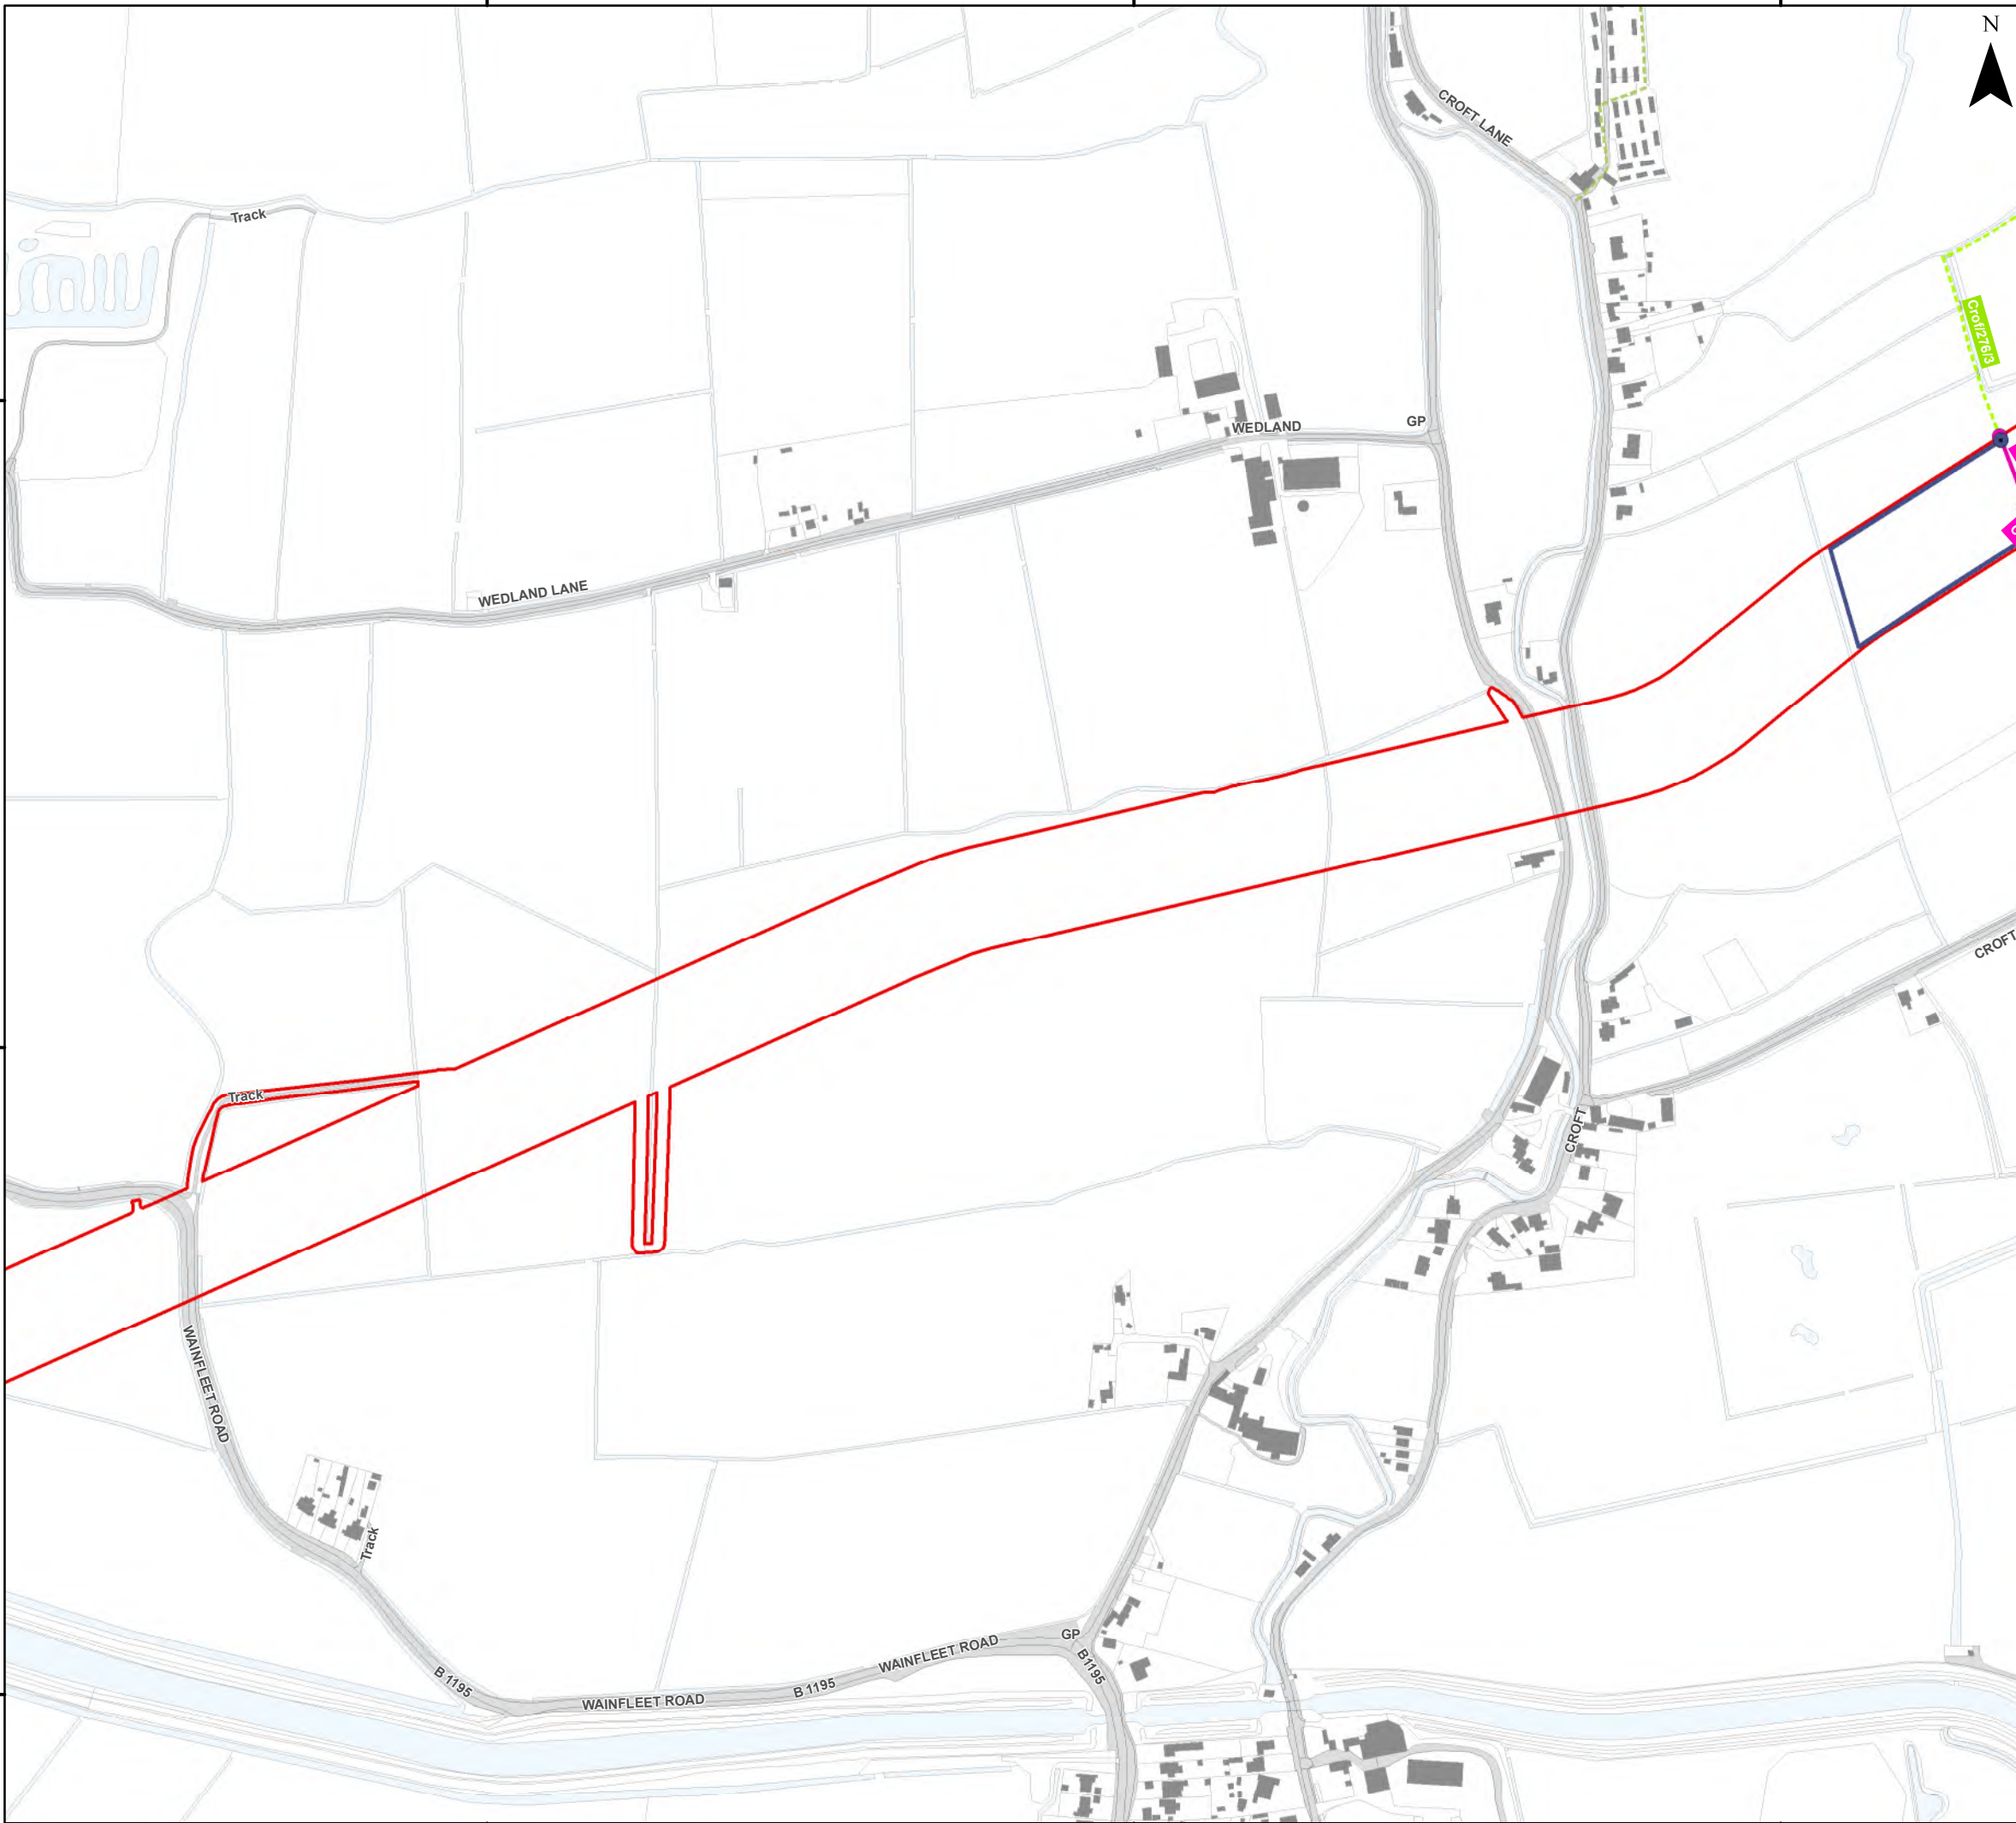 N
CROFT LANE
Track
Crof/276/3
GP
WEDLAND
WEDLAND LANE
CROFT
Track
CROFT
WAINFLEET ROAD
Track
GP
WAINFLEET ROAD
B1195
B 1195
B 1195
WAINFLEET ROAD